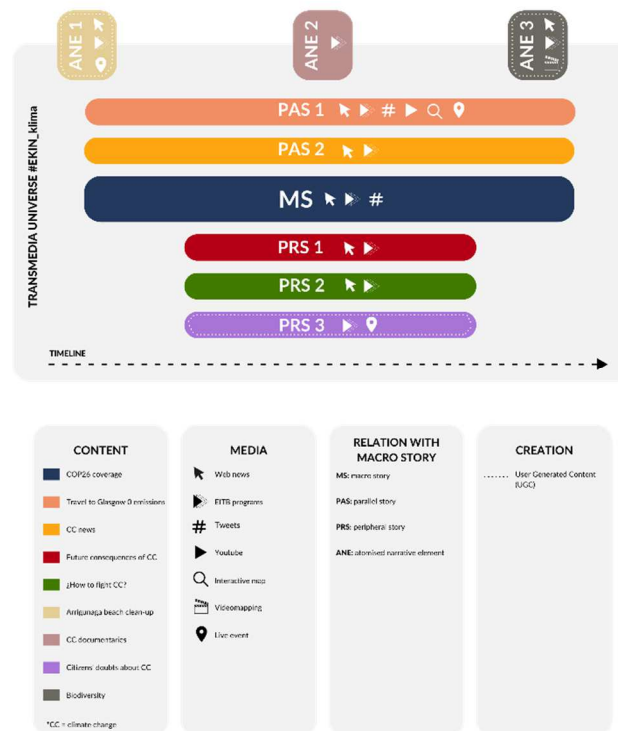 ANE 1
ANE 2
ANE 3
TRANSMEDIA UNIVERSE #EKIN_klima
PAS 1
PAS 2
MS
PRS 1
PRS 2
PRS 3
TIMELINE
CONTENT
COP26 coverage
Travel to Glasgow 0 emissions
CC news
Future consequences of CC
¿How to fight CC?
Arrigunaga beach clean-up
CC documentaries
Citizens' doubts about CC
Biodiversity
*CC = climate change
MEDIA
Web news
EITB programs
Tweets
Youtube
Interactive map
Videomapping
Live event
RELATION WITH
MACRO STORY
MS: macro story
PAS: parallel story
PRS: peripheral story
ANE: atomised narrative element
CREATION
User Generated Content
(UGC)